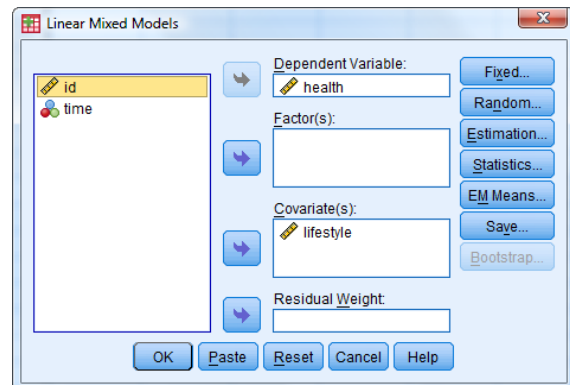 Linear Mixed Models
id
time
Dependent Variable:
health
Factor(s):
Covariate(s):
lifestyle
Residual Weight:
Fixed...
Random...
Estimation...
Statistics...
EM Means...
Save...
Bootstrap...
OK Paste Reset Cancel Help